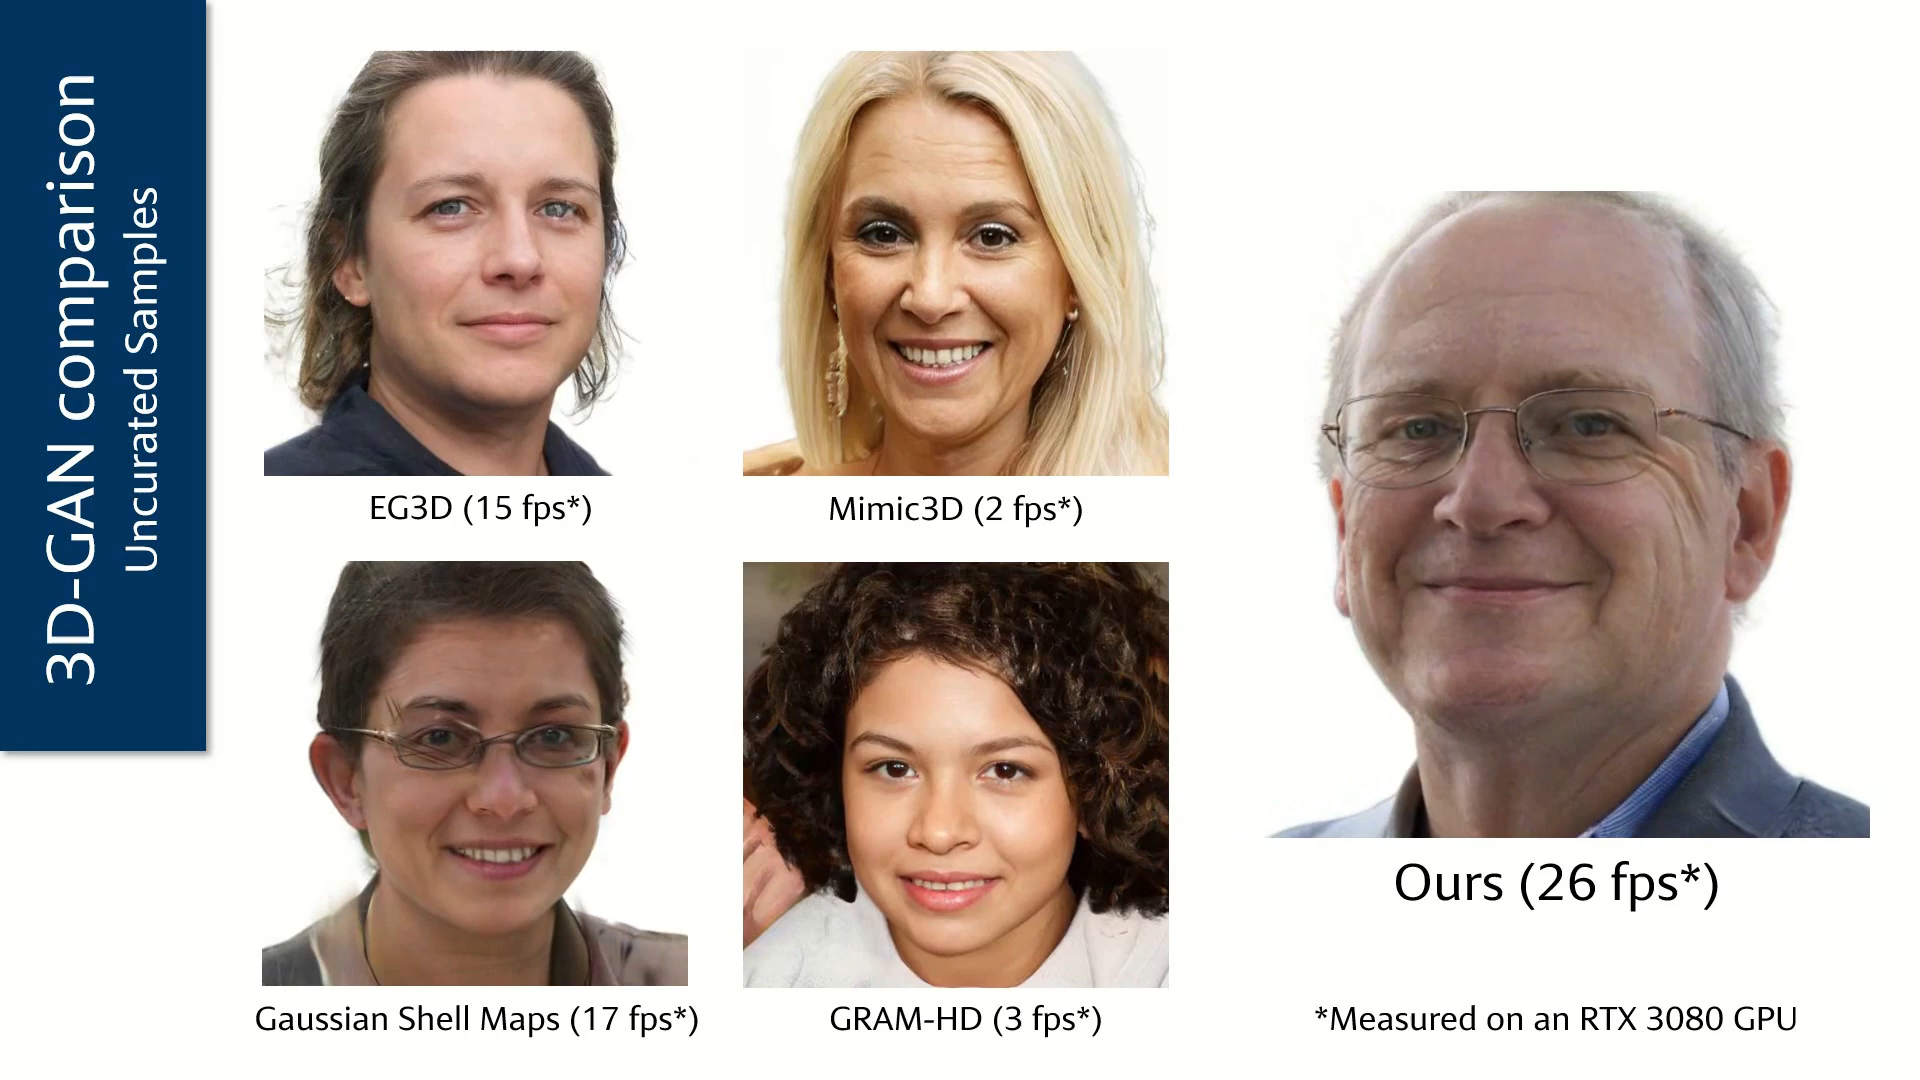 3D-GAN comparison
Uncurated Samples
EG3D (15 fps*)
Mimic3D (2 fps*)
Gaussian Shell Maps (17 fps*)
GRAM-HD (3 fps*)
Ours (26 fps*)
*Measured on an RTX 3080 GPU